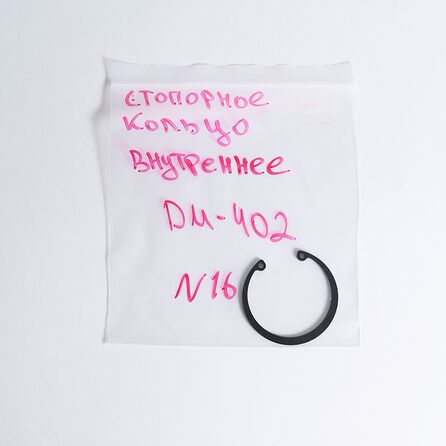 стопорное
кольцо
внутреннее
DM-402
N16